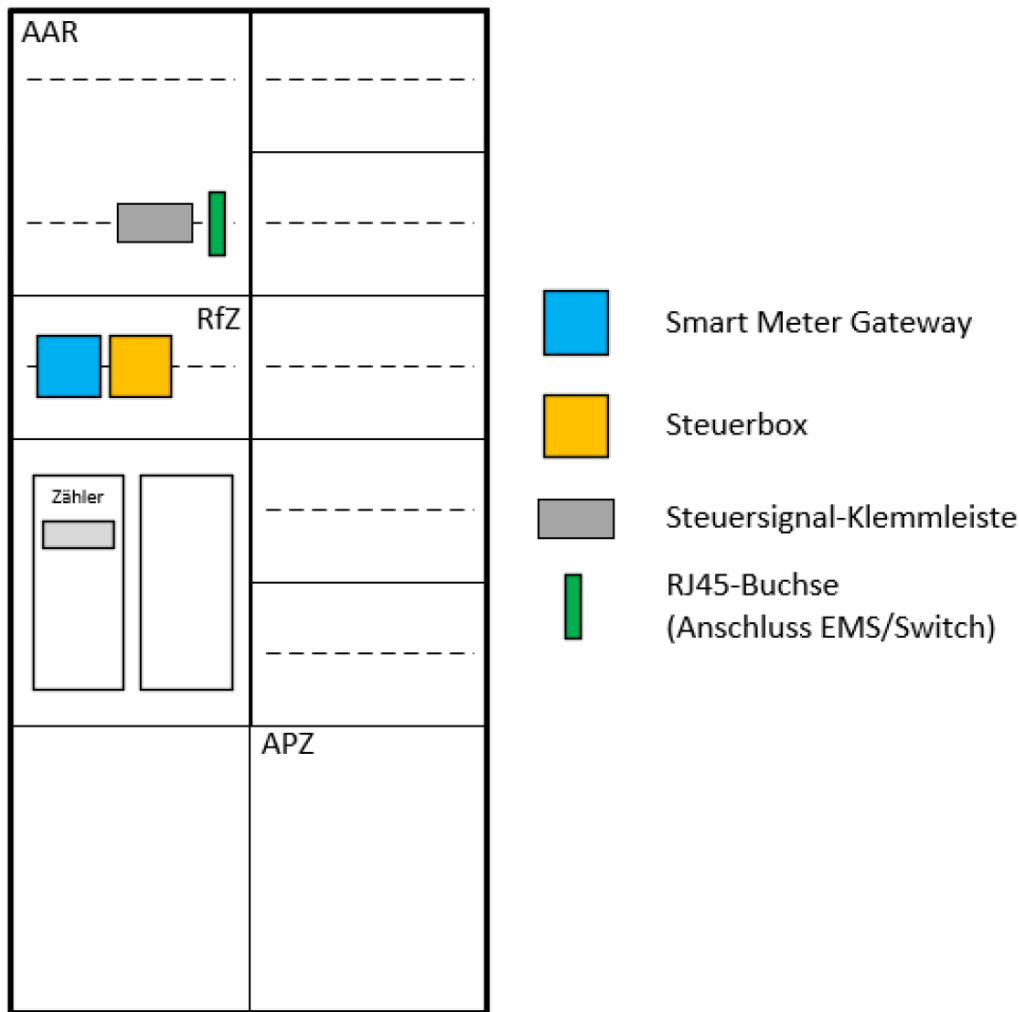 AAR
RfZ
Zähler
APZ
Smart Meter Gateway
Steuerbox
Steuersignal-Klemmleiste
RJ45-Buchse
(Anschluss EMS/Switch)